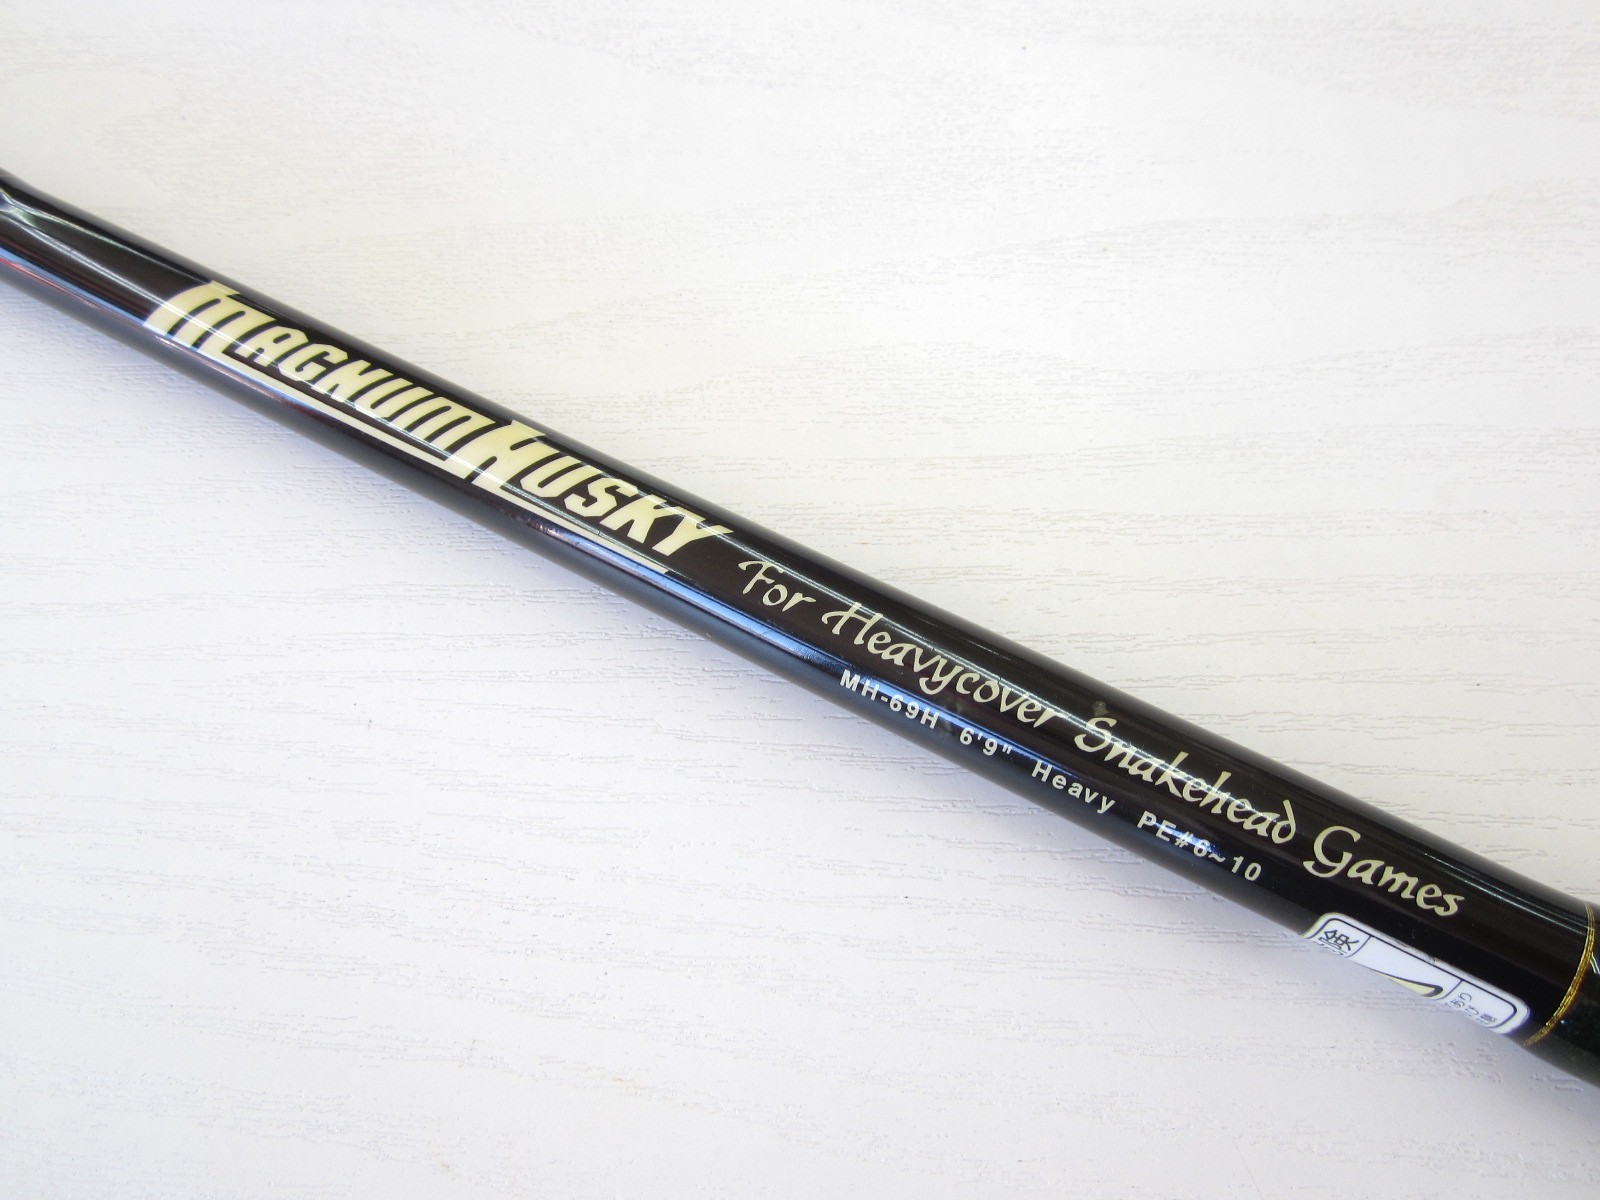 MAGNUM HUSKY For Heavycover Snakehead Games
MH-69H 6'9" Heavy PE#6~10